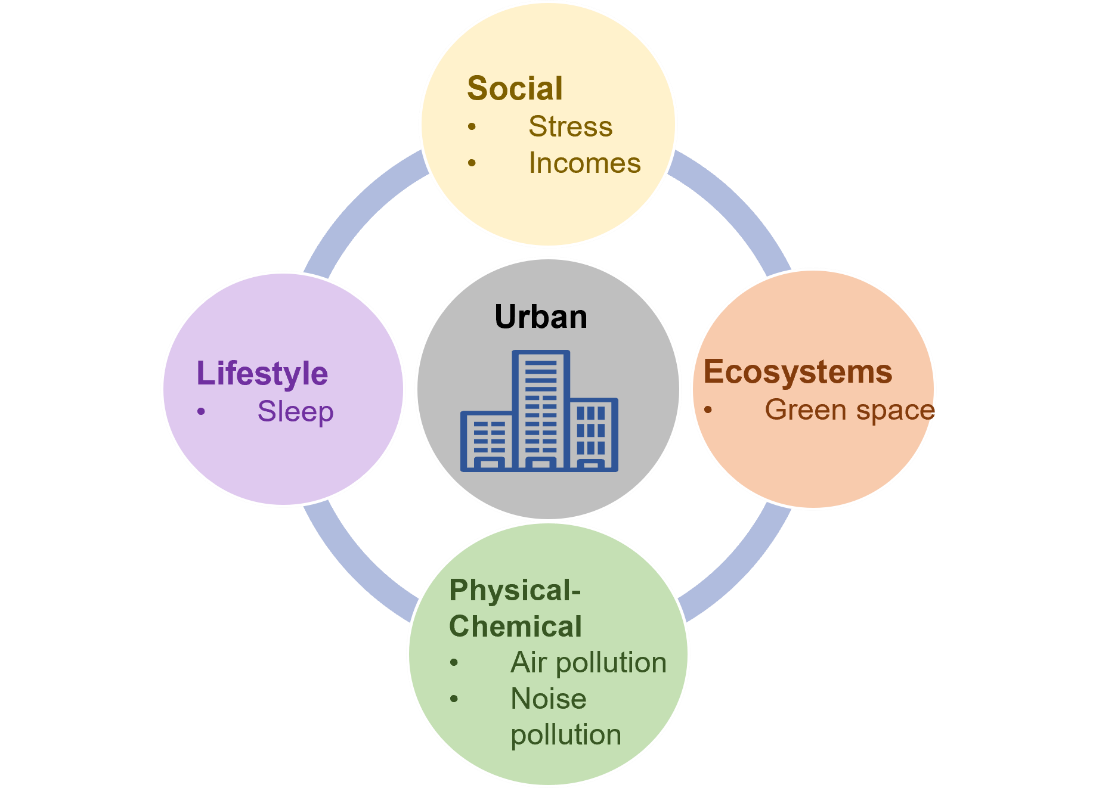 Social
• Stress
• Incomes
Urban
Lifestyle
• Sleep
Ecosystems
• Green space
Physical-
Chemical
• Air pollution
• Noise
pollution